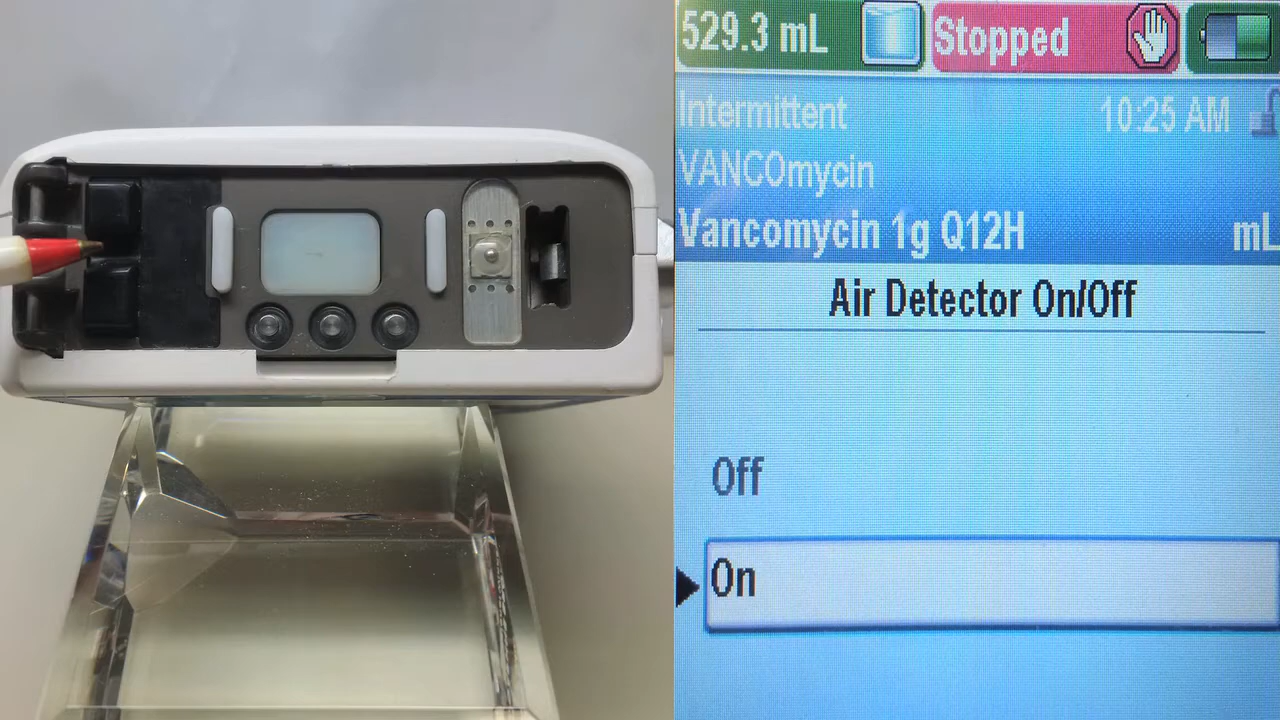 529.3 mL
Stopped
Intermittent 10:25 AM
VANCOmycin
Vancomycin 1g Q12H mL
Air Detector On/Off
Off
On